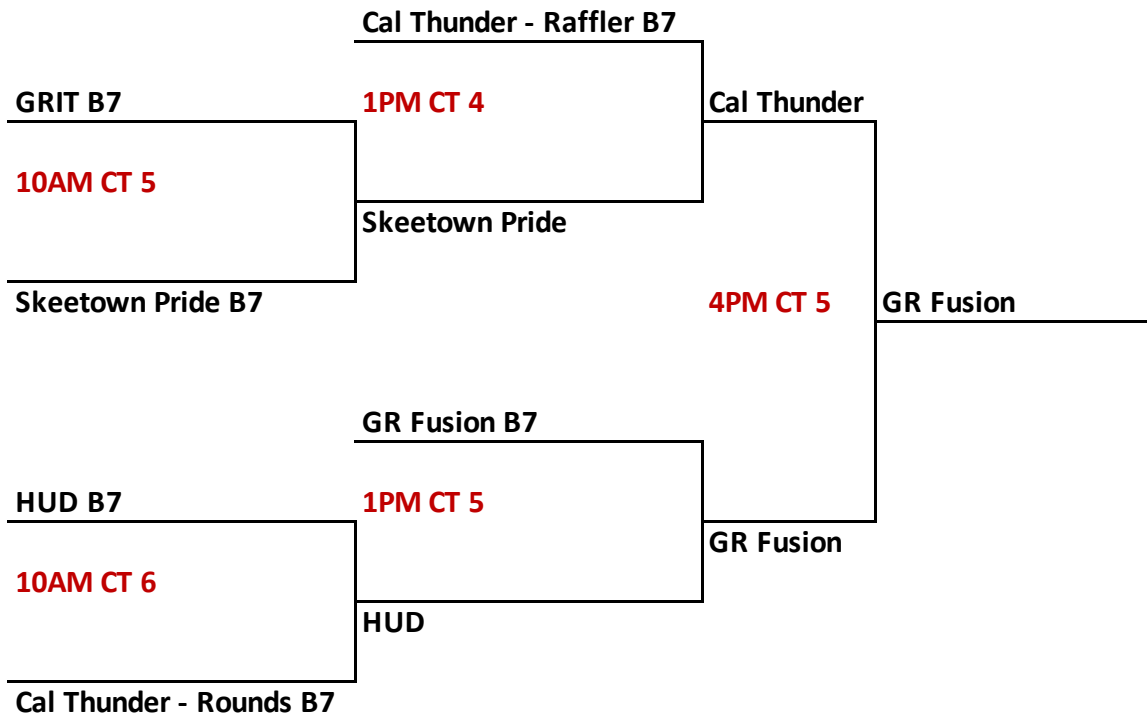 Cal Thunder - Raffler B7
GRIT B7
1PM CT 4
Cal Thunder
10AM CT 5
Skeetown Pride
Skeetown Pride B7
4PM CT 5
GR Fusion
GR Fusion B7
HUD B7
1PM CT 5
GR Fusion
10AM CT 6
HUD
Cal Thunder - Rounds B7